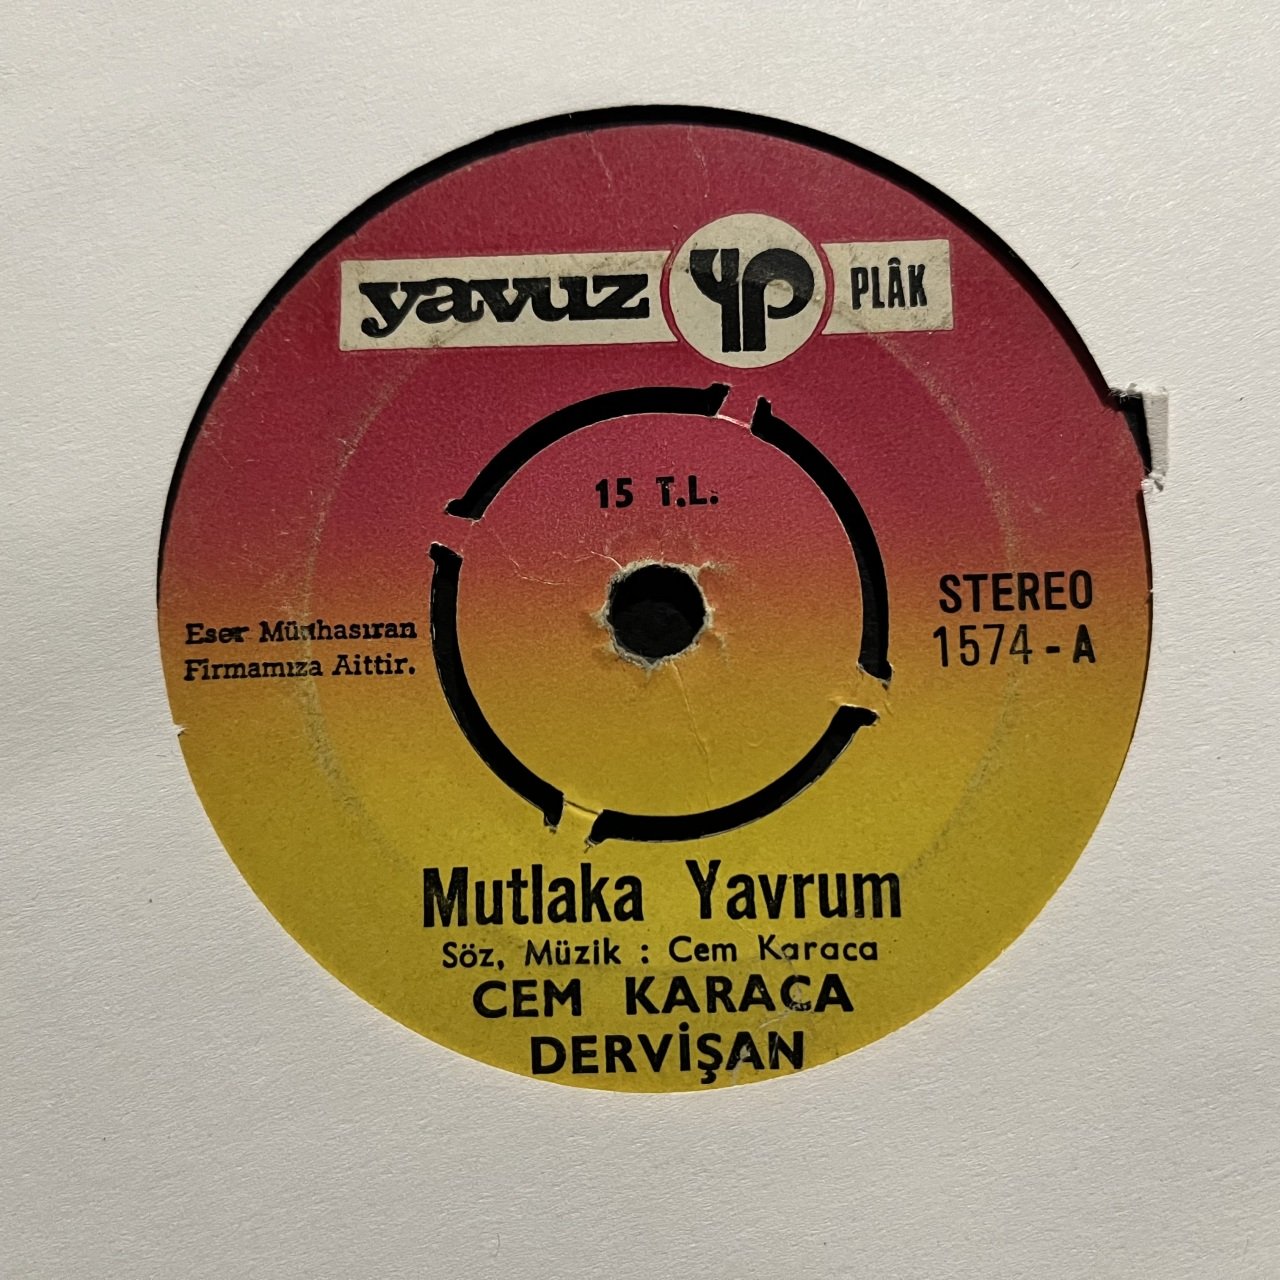 yavuz YP PLÂK
15 T.L.
STEREO
1574-A
Eser Münhasıran
Firmamıza Aittir.
Mutlaka Yavrum
Söz, Müzik : Cem Karaca
CEM KARACA
DERVİŞAN